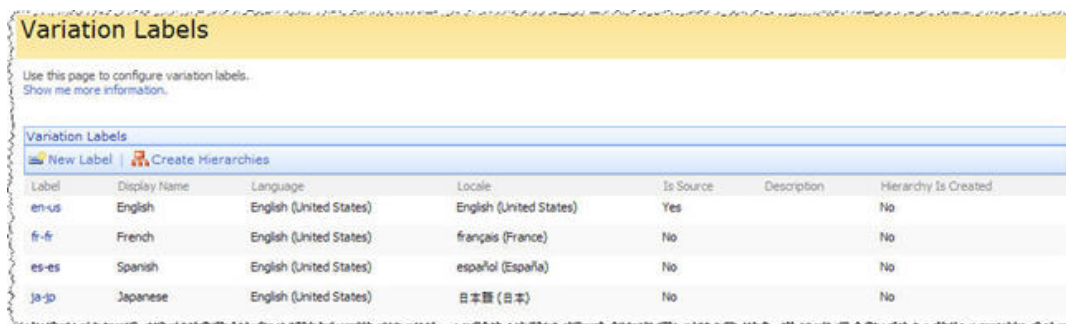 Variation Labels
Use this page to configure variation labels.
Show me more information.
Variation Labels
New Label | Create Hierarchies
Label Display Name Language Locale Is Source Description Hierarchy Is Created
en-us English English (United States) English (United States) Yes No
fr-fr French English (United States) français (France) No No
es-es Spanish English (United States) español (España) No No
ja-jp Japanese English (United States) 日本語 (日本) No No